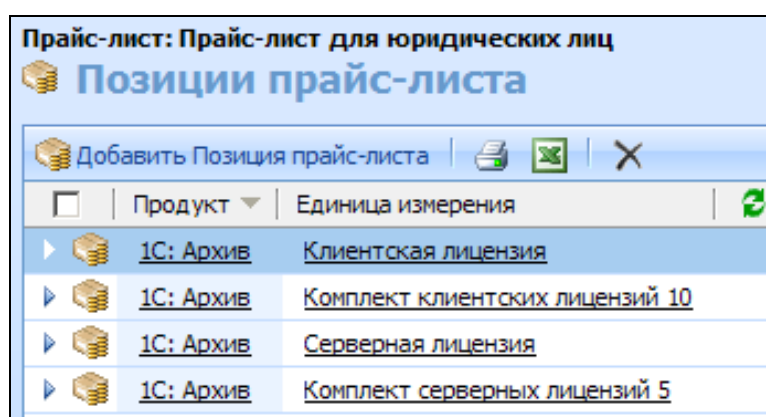 Прайс-лист: Прайс-лист для юридических лиц
Позиции прайс-листа
Добавить Позиция прайс-листа
Продукт Единица измерения
1С: Архив Клиентская лицензия
1С: Архив Комплект клиентских лицензий 10
1С: Архив Серверная лицензия
1С: Архив Комплект серверных лицензий 5